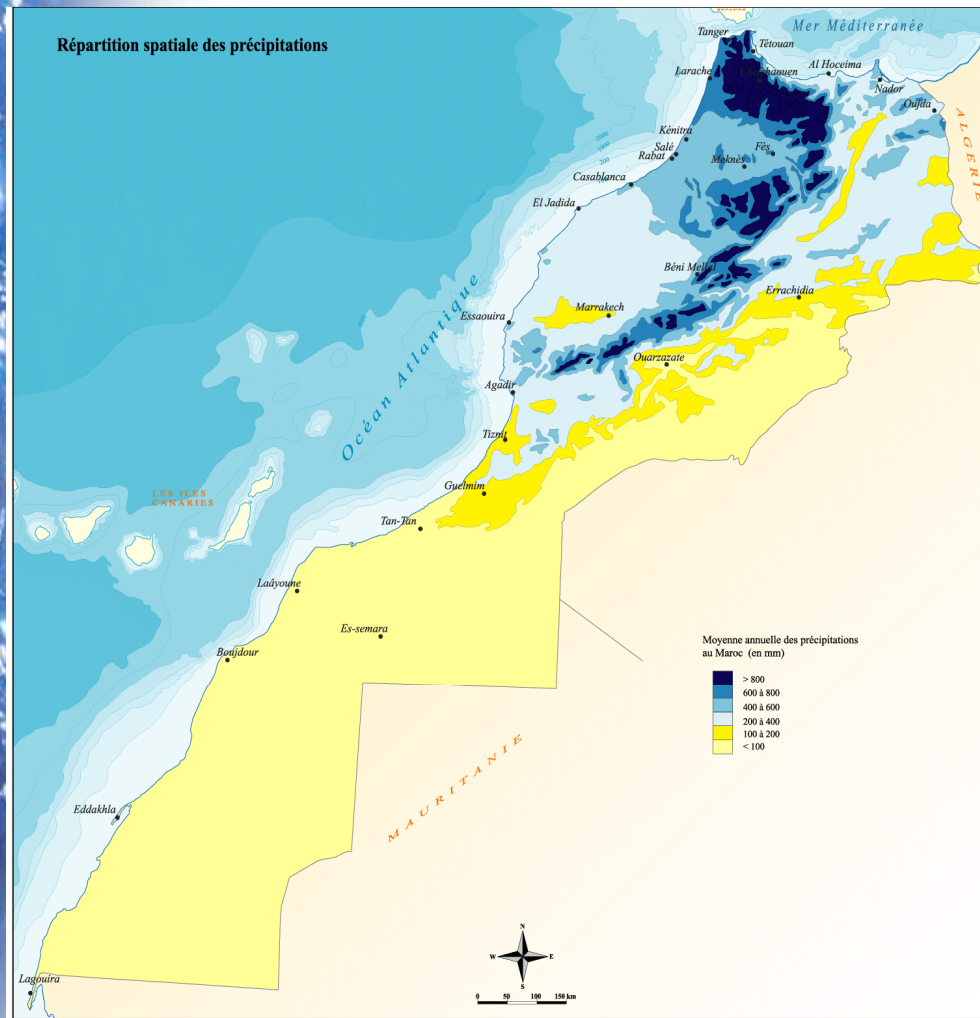 Répartition spatiale des précipitations
Mer Méditerranée
Tanger
Tétouan
Larache
Chefchaouen
Al Hoceima
Nador
Oujda
ALGERIE
Kénitra
Salé
Rabat
Fès
Meknès
Casablanca
El Jadida
Béni Mellal
Errachidia
Marrakech
Essaouira
Ouarzazate
Océan Atlantique
Agadir
Tiznit
Guelmim
LES ILES
CANARIES
Tan-Tan
Laâyoune
Es-semara
Boujdour
Moyenne annuelle des précipitations
au Maroc (en mm)
> 800
600 à 800
400 à 600
200 à 400
100 à 200
< 100
MAURITANIE
Eddakhla
Lagouira
N
W E
S
0 50 100 150 km